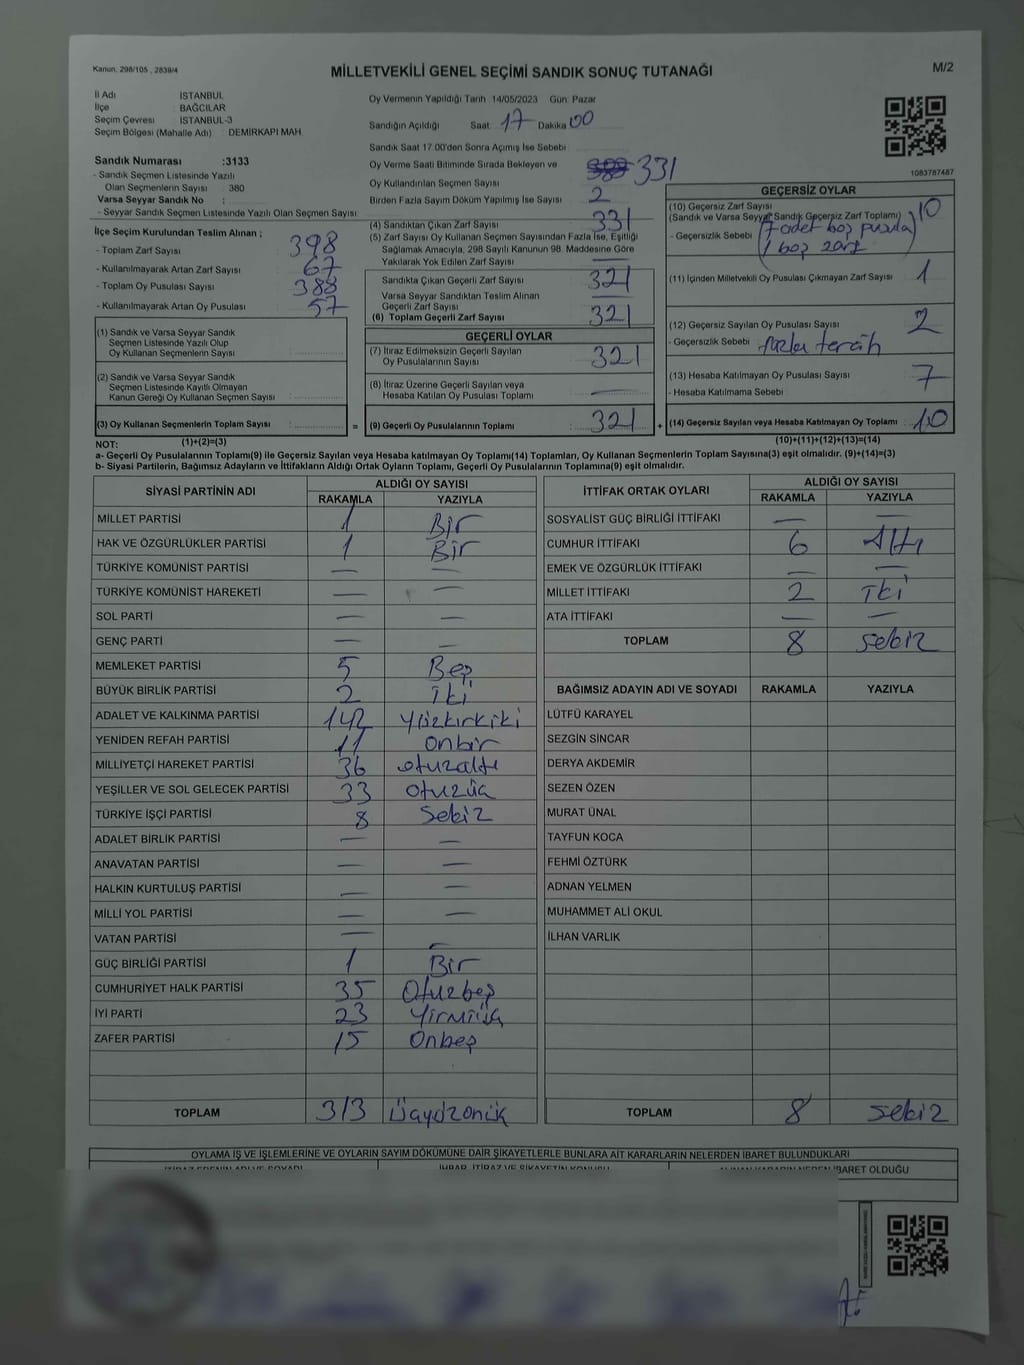 Kanun: 298/105 , 2839/4
MİLLETVEKİLİ GENEL SEÇİMİ SANDIK SONUÇ TUTANAĞI
M/2
İl Adı İSTANBUL
İlçe BAĞCILAR
Seçim Çevresi İSTANBUL-3
Seçim Bölgesi (Mahalle Adı) : DEMİRKAPI MAH.
Oy Vermenin Yapıldığı Tarih 14/05/2023 Gün: Pazar
Sandığın Açıldığı Saat: 17 Dakika 00
Sandık Saat 17.00'den Sonra Açımış İse Sebebi
Sandık Numarası :3133
- Sandık Seçmen Listesinde Yazılı
Olan Seçmenlerin Sayısı : 380
Varsa Seyyar Sandık No :
- Seyyar Sandık Seçmen Listesinde Yazılı Olan Seçmen Sayısı:
Oy Verme Saati Bitiminde Sırada Bekleyen ve
Oy Kullandırılan Seçmen Sayısı 331
Birden Fazla Sayım Döküm Yapılmış İse Sayısı 2
1083787487
İlçe Seçim Kurulundan Teslim Alınan ;
- Toplam Zarf Sayısı 398
- Kullanılmayarak Artan Zarf Sayısı 67
- Toplam Oy Pusulası Sayısı 388
- Kullanılmayarak Artan Oy Pusulası 57
(4) Sandıktan Çıkan Zarf Sayısı 331
(5) Zarf Sayısı Oy Kullanan Seçmen Sayısından Fazla İse, Eşitliği
Sağlamak Amacıyla, 298 Sayılı Kanunun 98. Maddesine Göre
Yakılarak Yok Edilen Zarf Sayısı —
Sandıkta Çıkan Geçerli Zarf Sayısı 321
Varsa Seyyar Sandıktan Teslim Alınan
Geçerli Zarf Sayısı —
(6) Toplam Geçerli Zarf Sayısı 321
GEÇERSİZ OYLAR
(10) Geçersiz Zarf Sayısı 10
(Sandık ve Varsa Seyyar Sandık Geçersiz Zarf Toplamı)
- Geçersizlik Sebebi 7 adet boş pusula
1 boş zarf
(11) İçinden Milletvekili Oy Pusulası Çıkmayan Zarf Sayısı 1
(12) Geçersiz Sayılan Oy Pusulası Sayısı 2
- Geçersizlik Sebebi fazla tercih
(13) Hesaba Katılmayan Oy Pusulası Sayısı 7
- Hesaba Katılmama Sebebi
(1) Sandık ve Varsa Seyyar Sandık
Seçmen Listesinde Yazılı Olup
Oy Kullanan Seçmenlerin Sayısı
(2) Sandık ve Varsa Seyyar Sandık
Seçmen Listesinde Kayıtlı Olmayan
Kanun Gereği Oy Kullanan Seçmen Sayısı
GEÇERLİ OYLAR
(7) İtiraz Edilmeksizin Geçerli Sayılan
Oy Pusulalarının Sayısı 321
(8) İtiraz Üzerine Geçerli Sayılan veya
Hesaba Katılan Oy Pusulası Toplamı —
(3) Oy Kullanan Seçmenlerin Toplam Sayısı = (9) Geçerli Oy Pusulalarının Toplamı 321 + (14) Geçersiz Sayılan veya Hesaba Katılmayan Oy Toplamı : 10
NOT: (1)+(2)=(3) (10)+(11)+(12)+(13)=(14)
a- Geçerli Oy Pusulalarının Toplamı(9) ile Geçersiz Sayılan veya Hesaba katılmayan Oy Toplamı(14) Toplamları, Oy Kullanan Seçmenlerin Toplam Sayısına(3) eşit olmalıdır. (9)+(14)=(3)
b- Siyasi Partilerin, Bağımsız Adayların ve İttifakların Aldığı Ortak Oyların Toplamı, Geçerli Oy Pusulalarının Toplamına(9) eşit olmalıdır.
SİYASİ PARTİNİN ADI ALDIĞI OY SAYISI
RAKAMLA YAZIYLA
MİLLET PARTİSİ 1 Bir
HAK VE ÖZGÜRLÜKLER PARTİSİ 1 Bir
TÜRKİYE KOMÜNİST PARTİSİ — —
TÜRKİYE KOMÜNİST HAREKETİ — —
SOL PARTİ — —
GENÇ PARTİ — —
MEMLEKET PARTİSİ 5 Beş
BÜYÜK BİRLİK PARTİSİ 2 İki
ADALET VE KALKINMA PARTİSİ 142 Yüzkırkiki
YENİDEN REFAH PARTİSİ 11 onbir
MİLLİYETÇİ HAREKET PARTİSİ 36 otuzaltı
YEŞİLLER VE SOL GELECEK PARTİSİ 33 otuzüç
TÜRKİYE İŞÇİ PARTİSİ 8 Sekiz
ADALET BİRLİK PARTİSİ — —
ANAVATAN PARTİSİ — —
HALKIN KURTULUŞ PARTİSİ — —
MİLLİ YOL PARTİSİ — —
VATAN PARTİSİ — —
GÜÇ BİRLİĞİ PARTİSİ 1 Bir
CUMHURİYET HALK PARTİSİ 35 Otuzbeş
İYİ PARTİ 23 Yirmiüç
ZAFER PARTİSİ 15 Onbeş
TOPLAM 313 Üçyüzonüç
İTTİFAK ORTAK OYLARI ALDIĞI OY SAYISI
RAKAMLA YAZIYLA
SOSYALİST GÜÇ BİRLİĞİ İTTİFAKI — —
CUMHUR İTTİFAKI 6 Altı
EMEK VE ÖZGÜRLÜK İTTİFAKI — —
MİLLET İTTİFAKI 2 İki
ATA İTTİFAKI — —
TOPLAM 8 sekiz
BAĞIMSIZ ADAYIN ADI VE SOYADI RAKAMLA YAZIYLA
LÜTFÜ KARAYEL
SEZGİN SİNCAR
DERYA AKDEMİR
SEZEN ÖZEN
MURAT ÜNAL
TAYFUN KOCA
FEHMİ ÖZTÜRK
ADNAN YELMEN
MUHAMMET ALİ OKUL
İLHAN VARLIK
TOPLAM 8 sekiz
OYLAMA İŞ VE İŞLEMLERİNE VE OYLARIN SAYIM DÖKÜMÜNE DAİR ŞİKAYETLERLE BUNLARA AİT KARARLARIN NELERDEN İBARET BULUNDUKLARI
İTİRAZ EDENİN ADI VE SOYADI İHBAR, İTİRAZ VE ŞİKAYETİN KONUSU ALINAN KARARIN NEDEN İBARET OLDUĞU